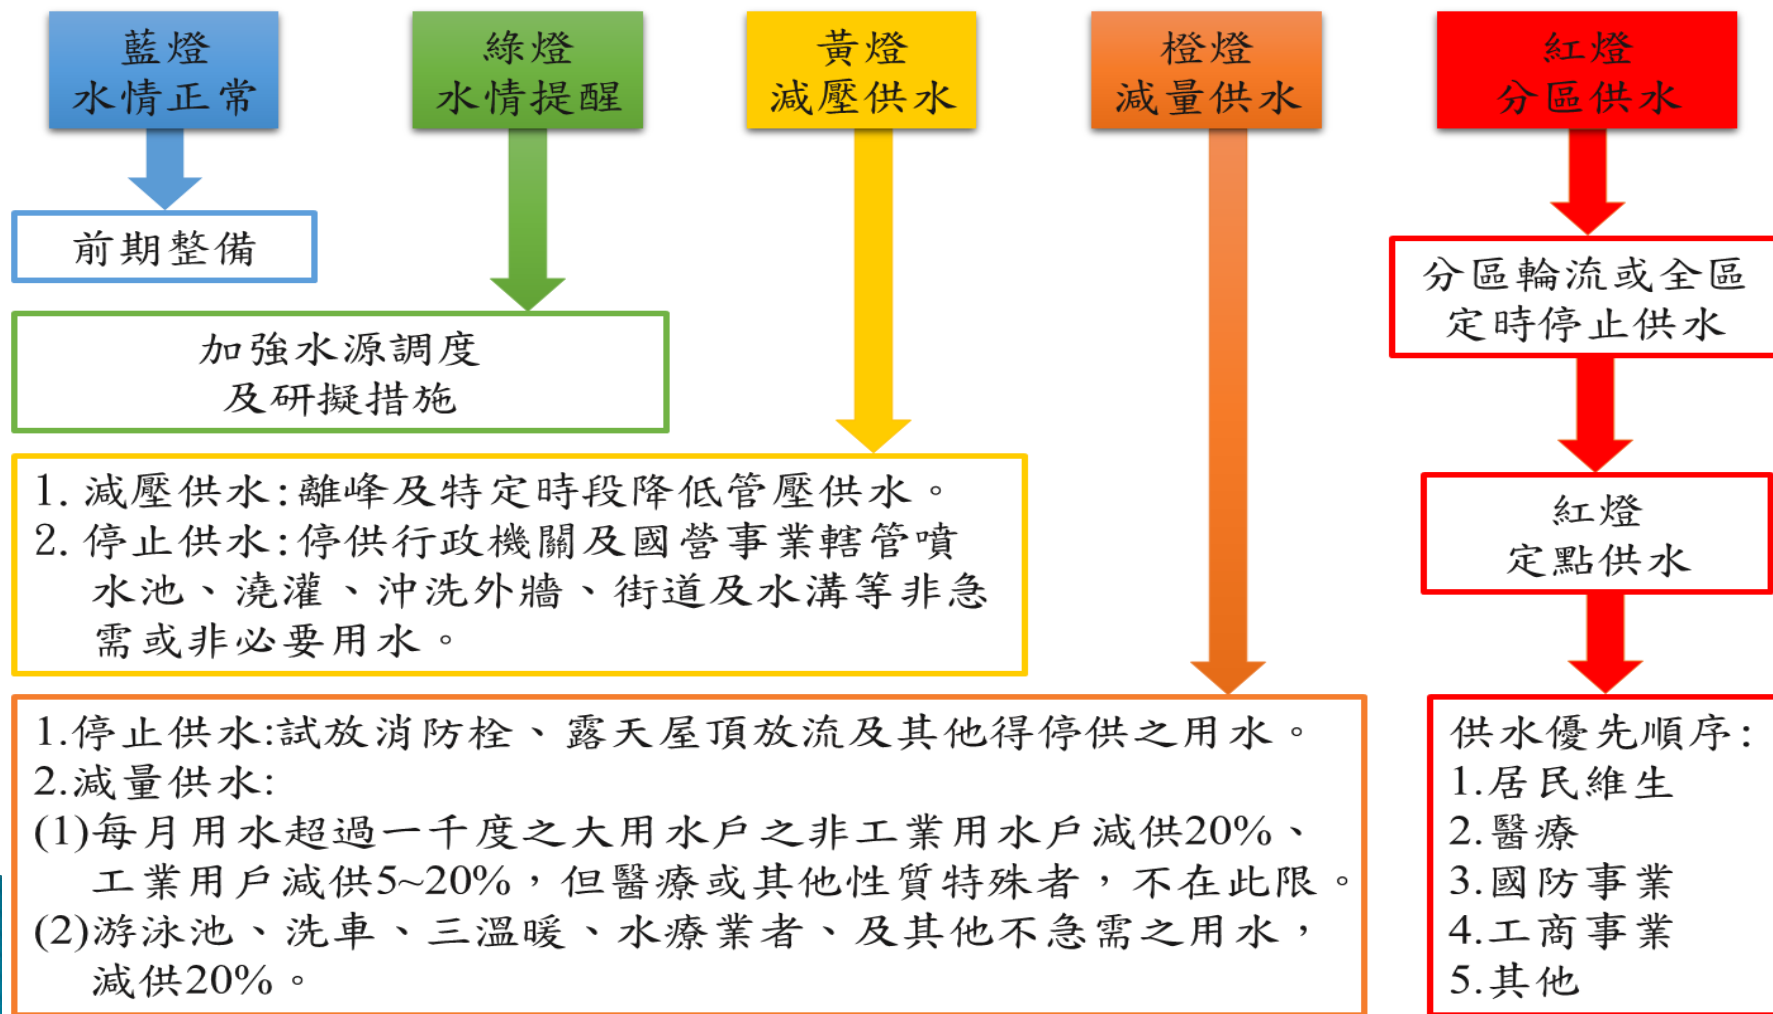 藍燈
水情正常
綠燈
水情提醒
黃燈
減壓供水
橙燈
減量供水
紅燈
分區供水
前期整備
加強水源調度
及研擬措施
1. 減壓供水:離峰及特定時段降低管壓供水。
2. 停止供水:停供行政機關及國營事業轄管噴
水池、澆灌、沖洗外牆、街道及水溝等非急
需或非必要用水。
1.停止供水:試放消防栓、露天屋頂放流及其他得停供之用水。
2.減量供水:
(1)每月用水超過一千度之大用水戶之非工業用水戶減供20%、
工業用戶減供5~20%，但醫療或其他性質特殊者，不在此限。
(2)游泳池、洗車、三溫暖、水療業者、及其他不急需之用水，
減供20%。
分區輪流或全區
定時停止供水
紅燈
定點供水
供水優先順序:
1.居民維生
2.醫療
3.國防事業
4.工商事業
5.其他